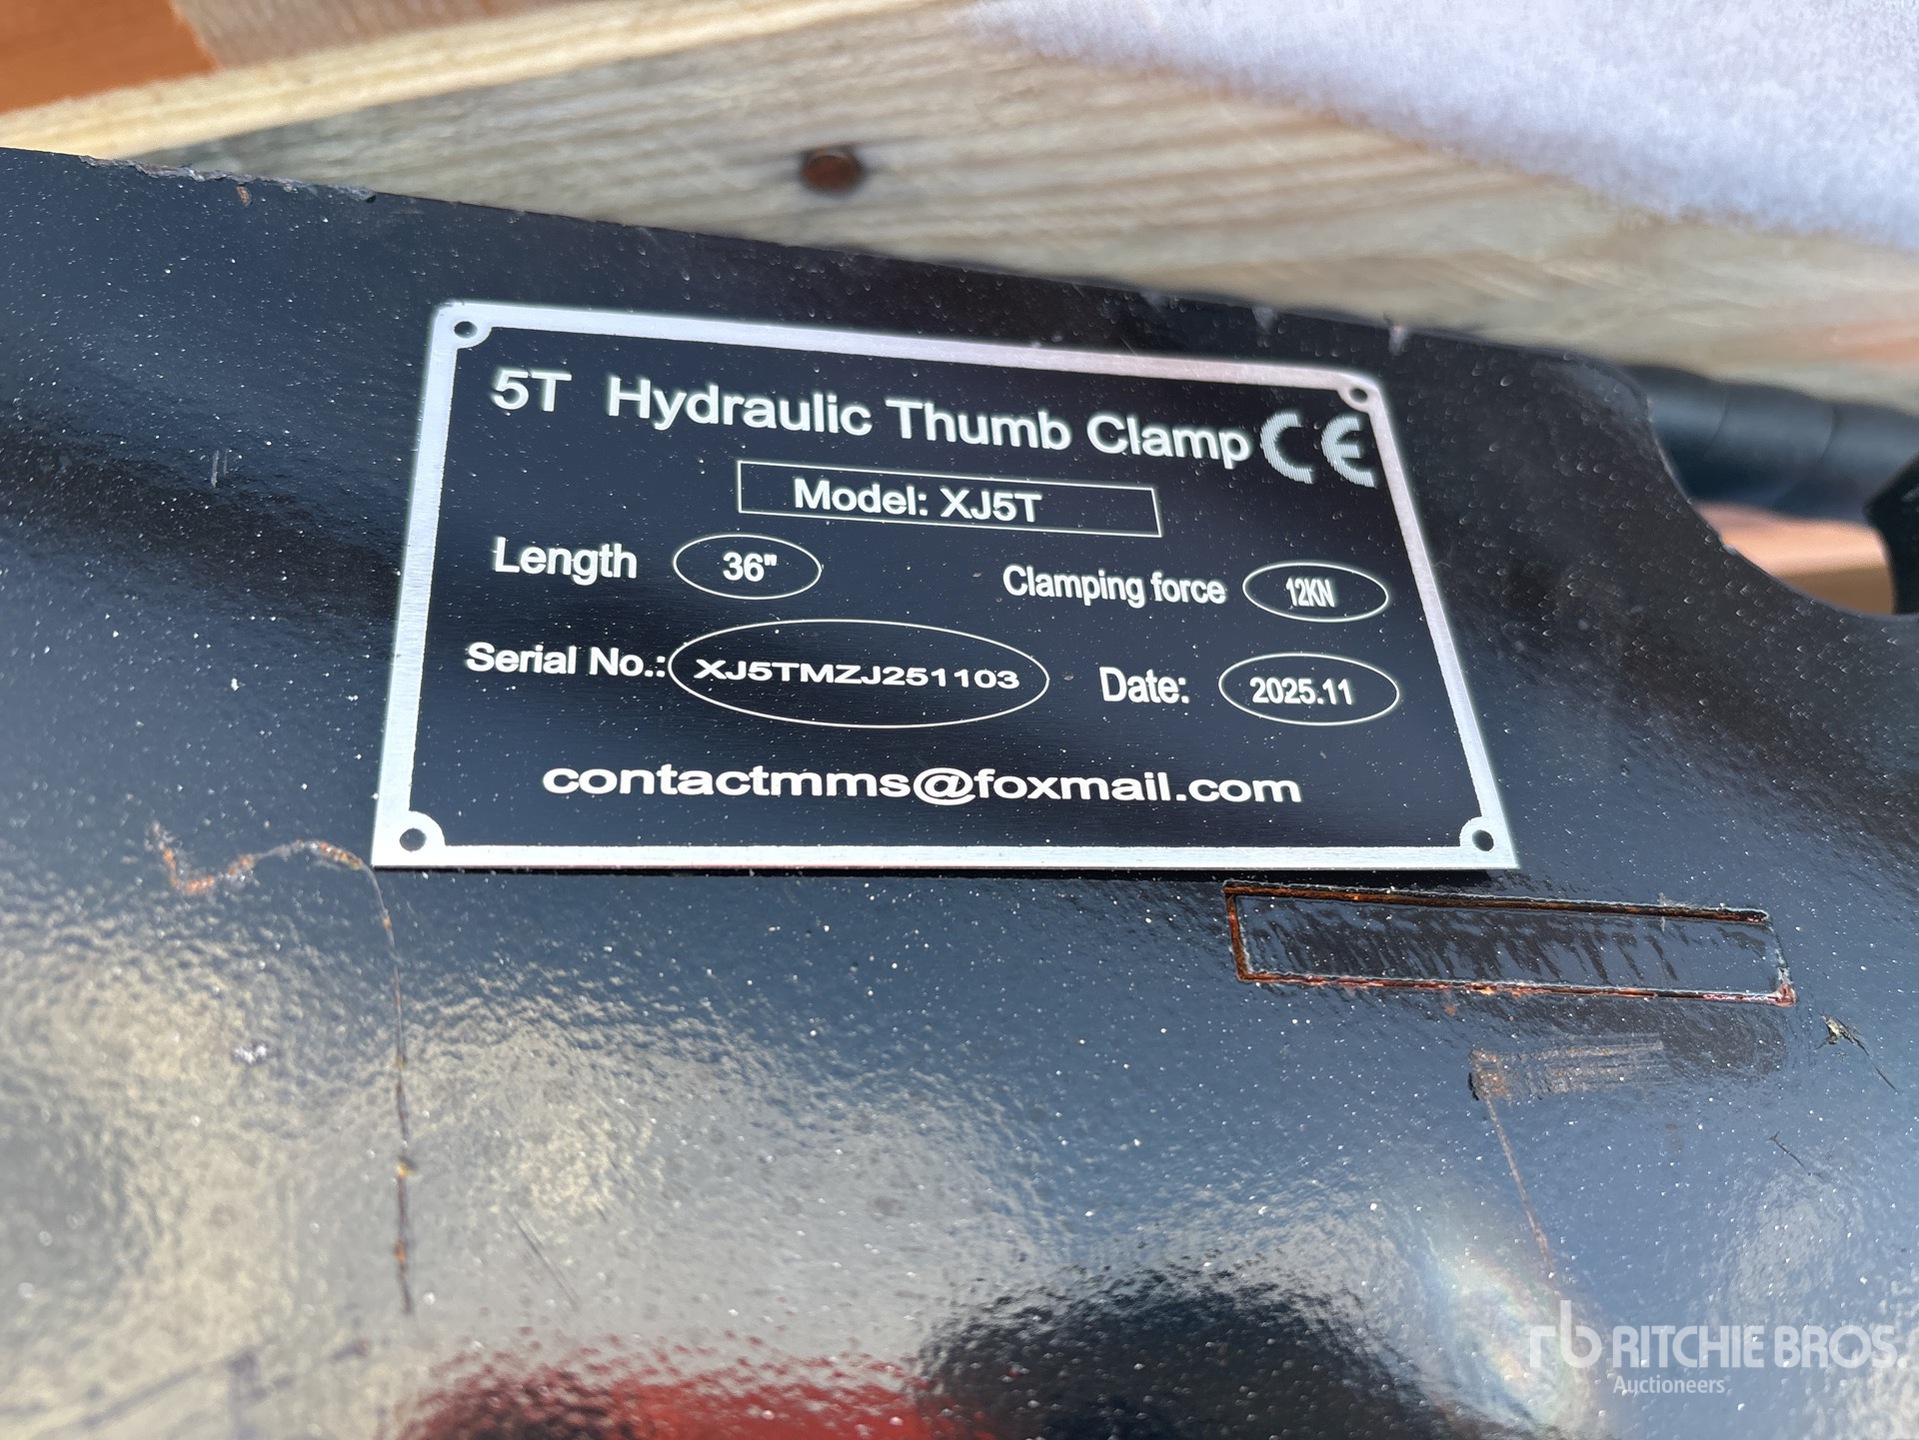 5T Hydraulic Thumb Clamp CE
Model: XJ5T
Length 36" Clamping force 12KN
Serial No.: XJ5TMZJ251103 Date: 2025.11
contactmms@foxmail.com
rb RITCHIE BROS.
Auctioneers